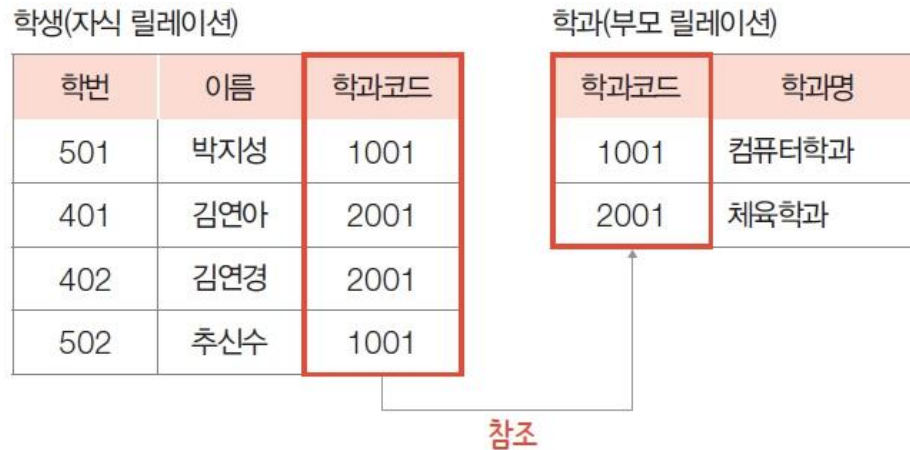 학생(자식 릴레이션)
학번 이름 학과코드
501 박지성 1001
401 김연아 2001
402 김연경 2001
502 추신수 1001
학과(부모 릴레이션)
학과코드 학과명
1001 컴퓨터학과
2001 체육학과
참조